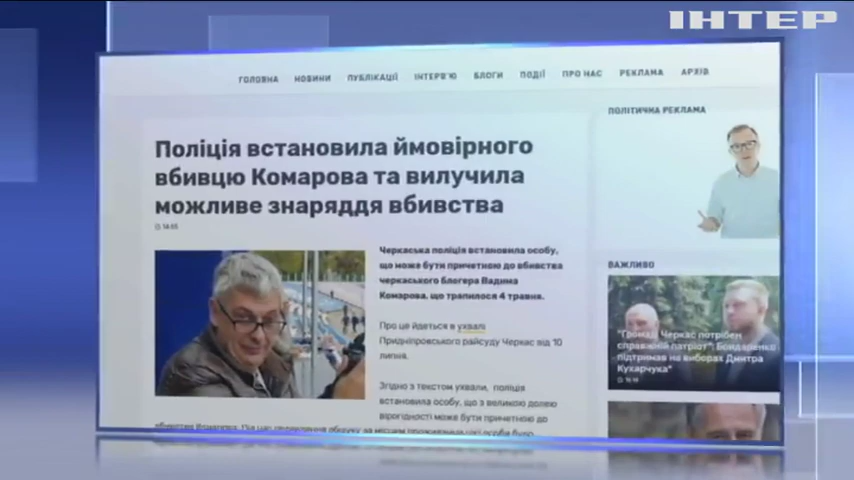 ІНТЕР
ГОЛОВНА НОВИНИ ПУБЛІКАЦІЇ ІНТЕРВ'Ю БЛОГИ ПОДІЇ ПРО НАС РЕКЛАМА АРХІВ
Поліція встановила ймовірного
вбивцю Комарова та вилучила
можливе знаряддя вбивства
Черкаська поліція встановила особу,
що може бути причетною до вбивства
черкаського блогера Вадима
Комарова, що трапилося 4 травня.
Про це йдеться в ухвалі
Придніпровського райсуду Черкас від 10
липня.
Згідно з текстом ухвали, поліція
встановила особу, що з великою долею
вірогідності може бути причетною до
ПОЛІТИЧНА РЕКЛАМА
ВАЖЛИВО
"Громаді Черкас потрібен
справжній патріот": Бондаренко
підтримав на виборах Дмитра
Кухарчука"